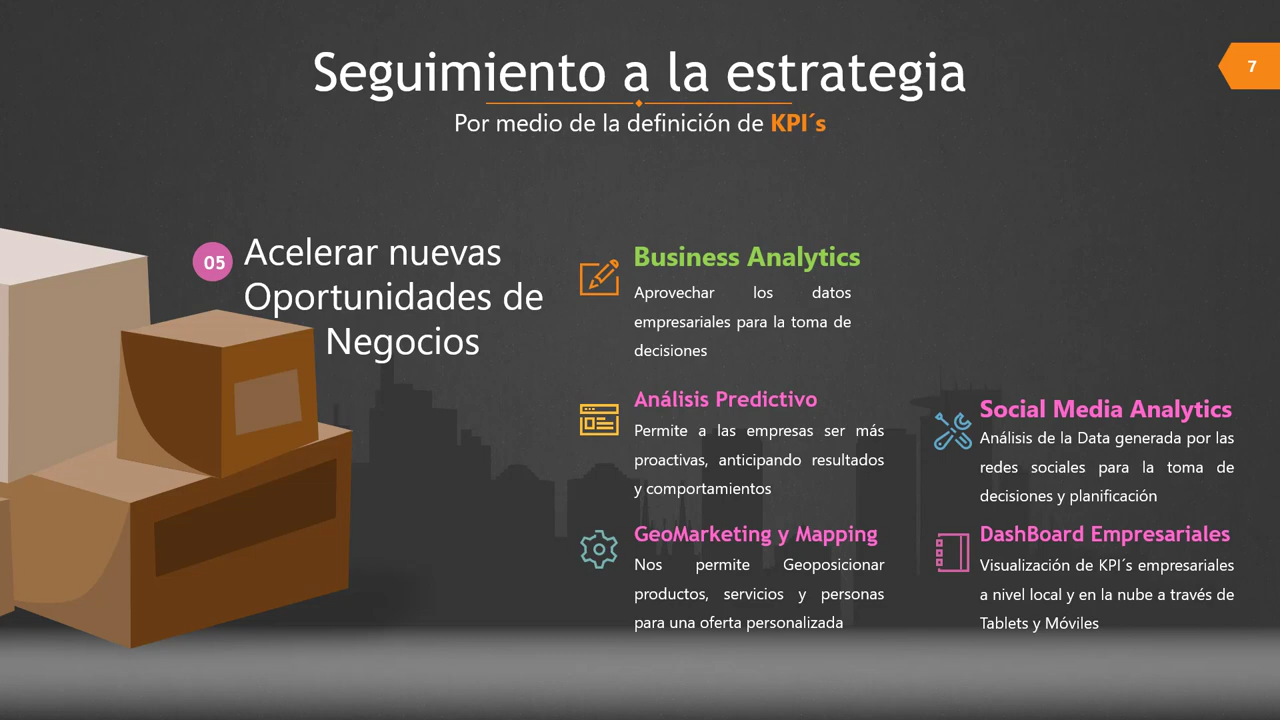 Seguimiento a la estrategia
7
Por medio de la definición de KPI´s
05
Acelerar nuevas
Oportunidades de
Negocios
Business Analytics
Aprovechar los datos
empresariales para la toma de
decisiones
Análisis Predictivo
Permite a las empresas ser más
proactivas, anticipando resultados
y comportamientos
GeoMarketing y Mapping
Nos permite Geoposicionar
productos, servicios y personas
para una oferta personalizada
Social Media Analytics
Análisis de la Data generada por las
redes sociales para la toma de
decisiones y planificación
DashBoard Empresariales
Visualización de KPI´s empresariales
a nivel local y en la nube a través de
Tablets y Móviles